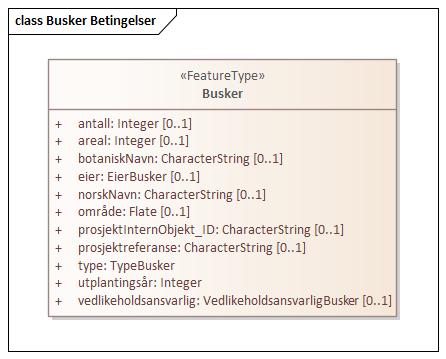 class Busker Betingelser
«FeatureType»
Busker
+ antall: Integer [0..1]
+ areal: Integer [0..1]
+ botaniskNavn: CharacterString [0..1]
+ eier: EierBusker [0..1]
+ norskNavn: CharacterString [0..1]
+ område: Flate [0..1]
+ prosjektInternObjekt_ID: CharacterString [0..1]
+ prosjektreferanse: CharacterString [0..1]
+ type: TypeBusker
+ utplantingsår: Integer
+ vedlikeholdsansvarlig: VedlikeholdsansvarligBusker [0..1]